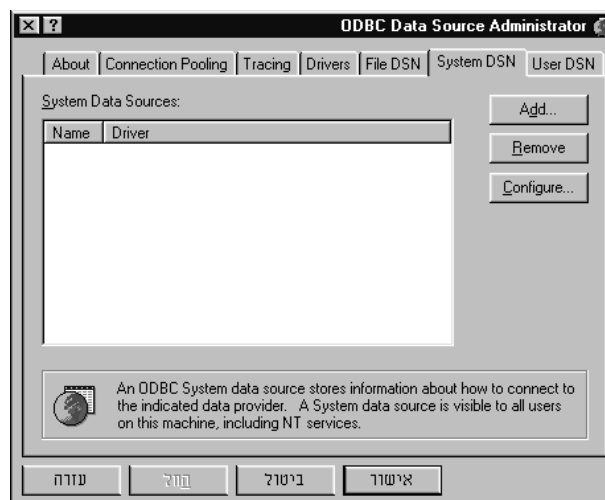 ODBC Data Source Administrator
About Connection Pooling Tracing Drivers File DSN System DSN User DSN
System Data Sources:
Name Driver
Add...
Remove
Configure...
An ODBC System data source stores information about how to connect to
the indicated data provider. A System data source is visible to all users
on this machine, including NT services.
אישור ביטול החל עזרה